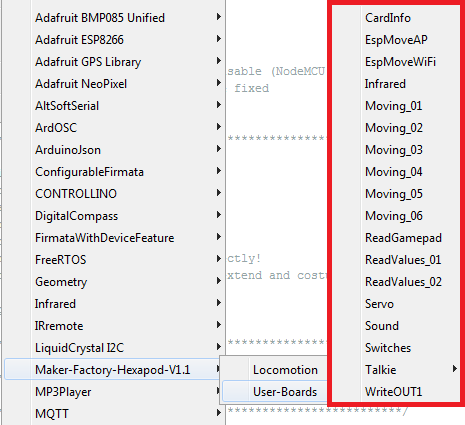 Adafruit BMP085 Unified
Adafruit ESP8266
Adafruit GPS Library
Adafruit NeoPixel
AltSoftSerial
ArdOSC
ArduinoJson
ConfigurableFirmata
CONTROLLINO
DigitalCompass
FirmataWithDeviceFeature
FreeRTOS
Geometry
Infrared
IRremote
LiquidCrystal I2C
Maker-Factory-Hexapod-V1.1
MP3Player
MQTT
sable (NodeMCU
fixed
**********************
ctly!
extend and costu
**********************
**********************
***********************/
Locomotion
User-Boards
CardInfo
EspMoveAP
EspMoveWiFi
Infrared
Moving_01
Moving_02
Moving_03
Moving_04
Moving_05
Moving_06
ReadGamepad
ReadValues_01
ReadValues_02
Servo
Sound
Switches
Talkie
WriteOUT1